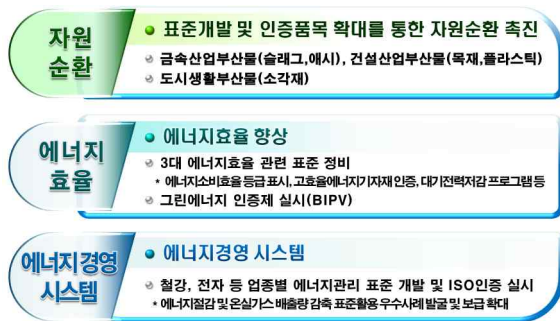 자원
순환
표준개발 및 인증품목 확대를 통한 자원순환 촉진
금속산업부산물(슬래그,애시), 건설산업부산물(목재,플라스틱)
도시생활부산물(소각재)
에너지
효율
에너지효율 향상
3대 에너지효율 관련 표준 정비
* 에너지소비효율 등급 표시, 고효율에너지기자재 인증, 대기전력저감 프로그램 등
그린에너지 인증제 실시(BIPV)
에너지경영
시스템
에너지경영 시스템
철강, 전자 등 업종별 에너지관리 표준 개발 및 ISO인증 실시
* 에너지절감 및 온실가스 배출량 감축 표준활용 우수사례 발굴 및 보급 확대